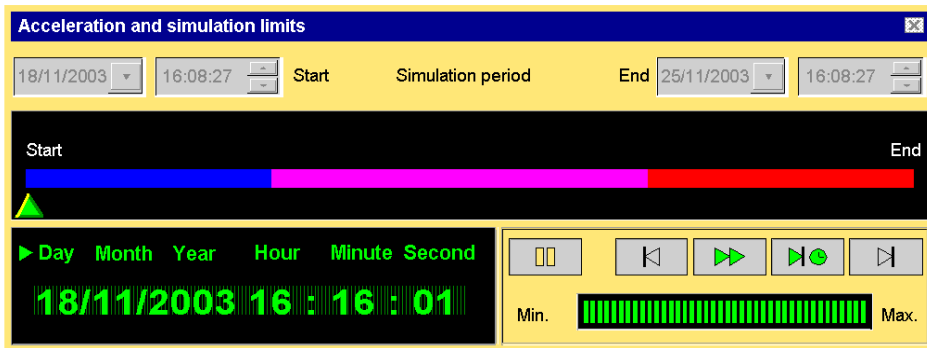 Acceleration and simulation limits
18/11/2003 16:08:27 Start Simulation period End 25/11/2003 16:08:27
Start End
Day Month Year Hour Minute Second
18/11/2003 16 : 16 : 01
Min. Max.